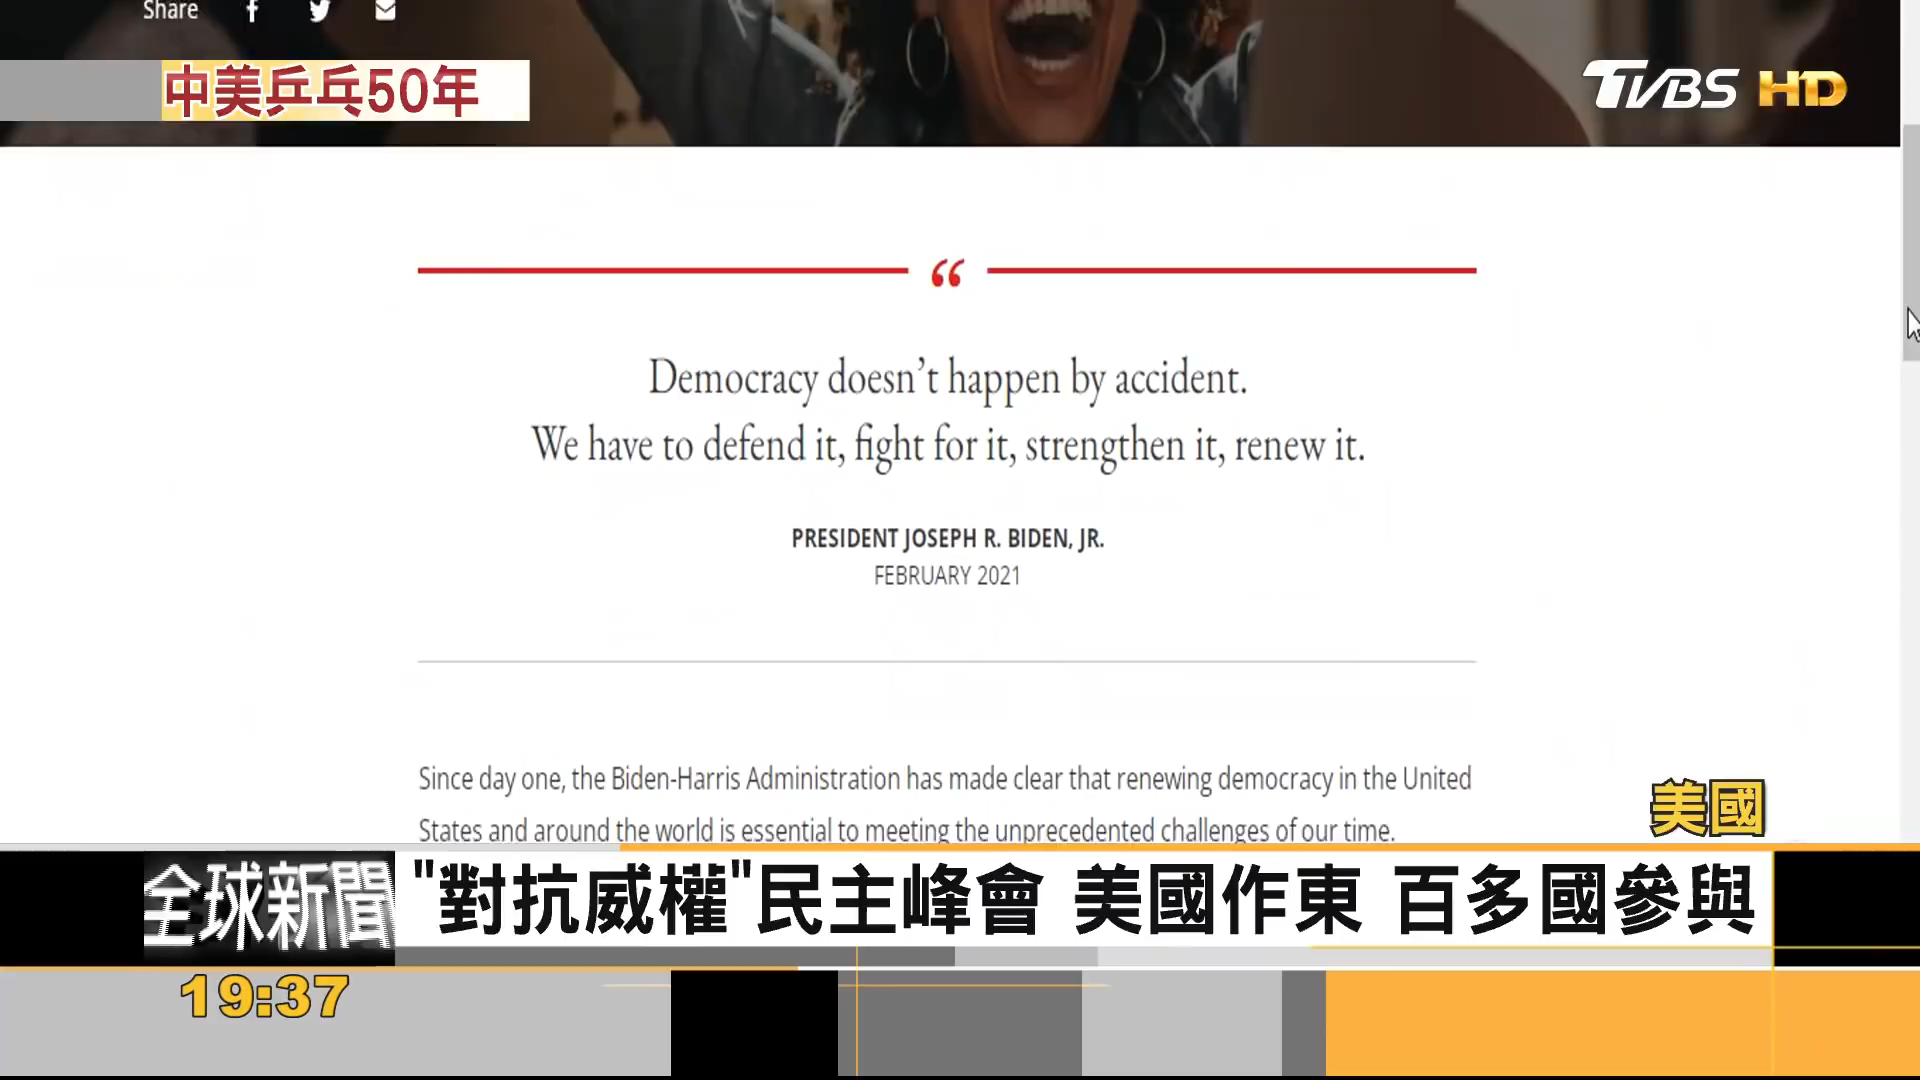 Share
中美乒乓50年
TVBS HD
“
Democracy doesn’t happen by accident.
We have to defend it, fight for it, strengthen it, renew it.
PRESIDENT JOSEPH R. BIDEN, JR.
FEBRUARY 2021
Since day one, the Biden-Harris Administration has made clear that renewing democracy in the United
States and around the world is essential to meeting the unprecedented challenges of our time.
美國
全球新聞
"對抗威權"民主峰會 美國作東 百多國參與
19:37